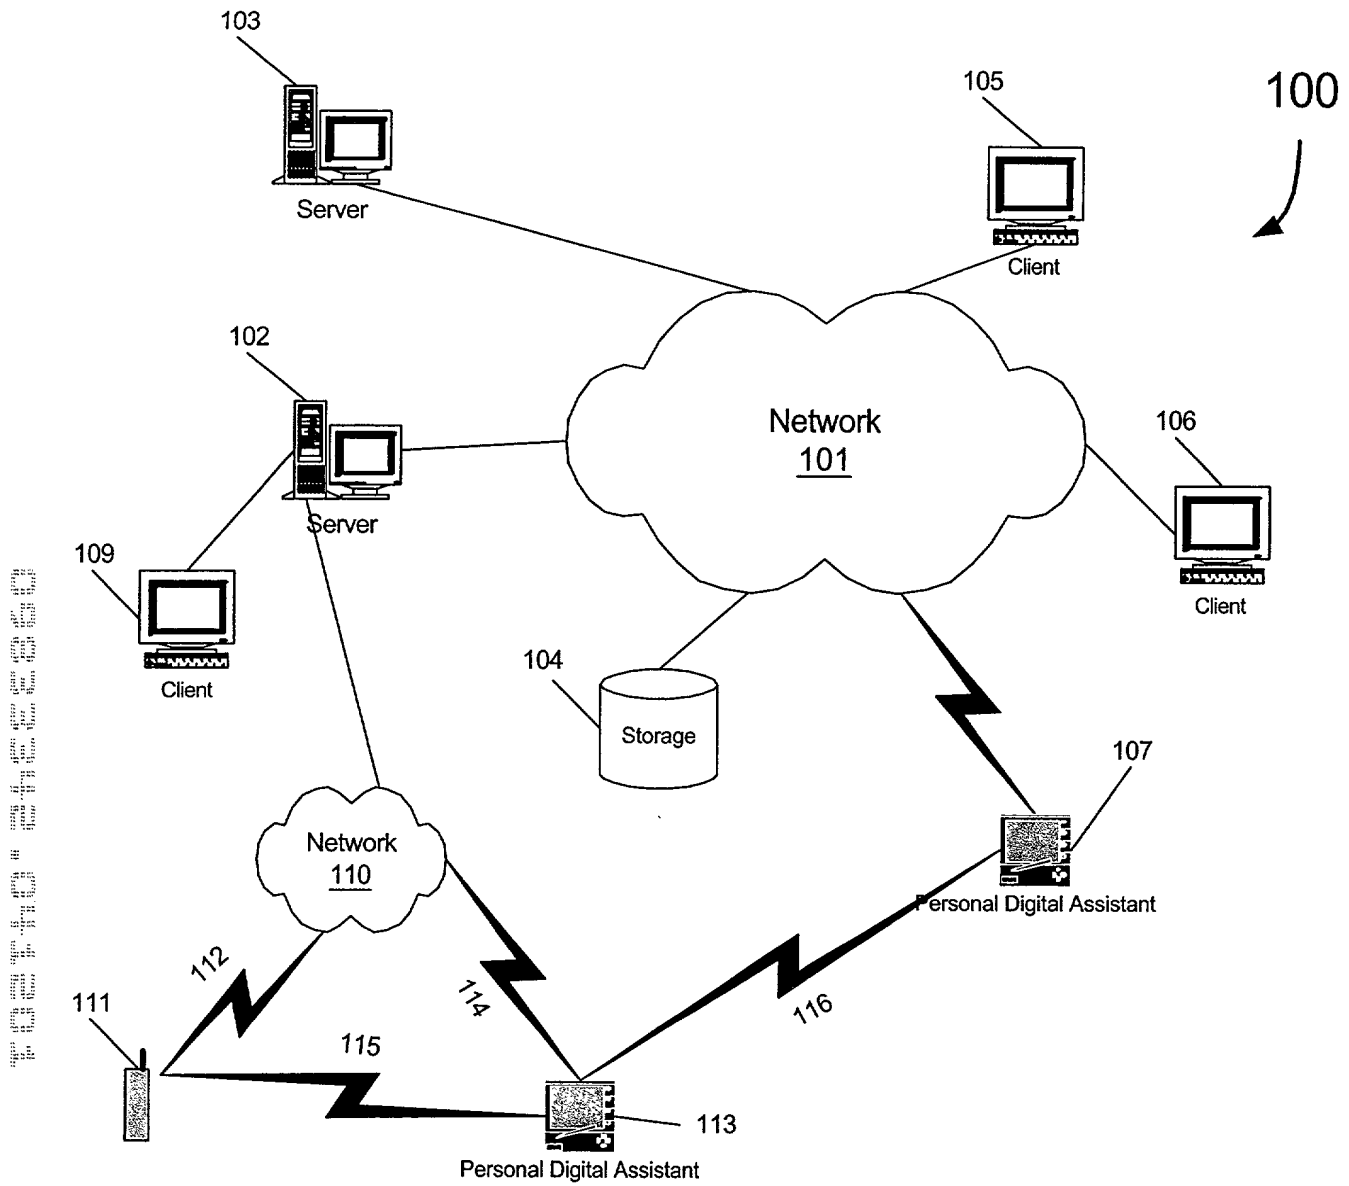 103
105
100
Server
Client
102
Network
101
106
Server
109
Client
Client
104
Storage
107
Network
110
Personal Digital Assistant
112
114
116
111
115
113
Personal Digital Assistant